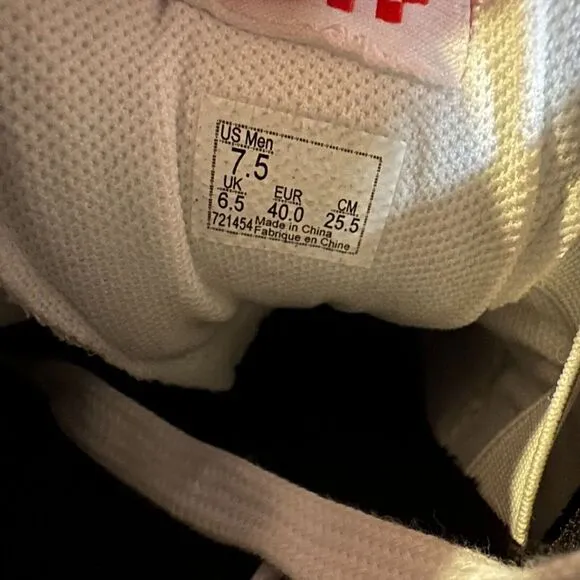 US Men
7.5
UK EUR CM
6.5 40.0 25.5
721454 Made in China
Fabrique en Chine